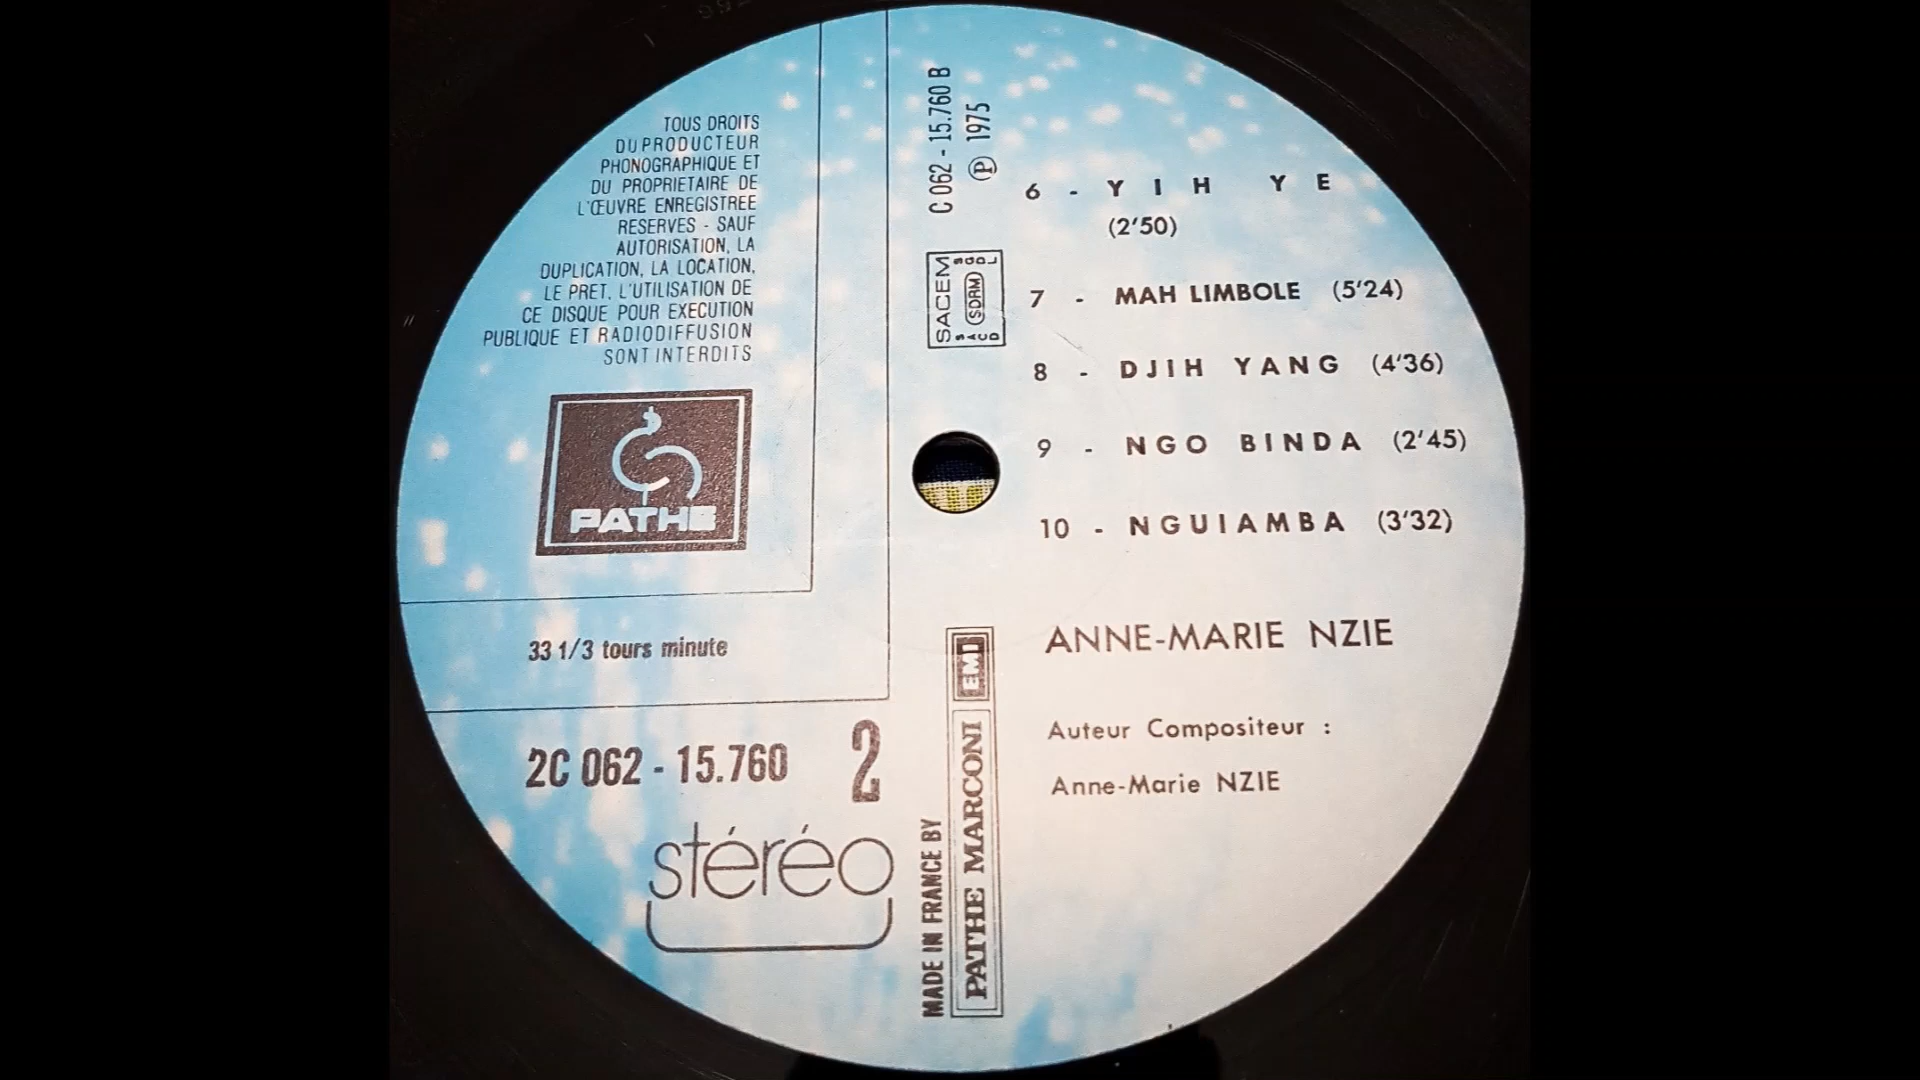 TOUS DROITS
DU PRODUCTEUR
PHONOGRAPHIQUE ET
DU PROPRIETAIRE DE
L'ŒUVRE ENREGISTREE
RESERVES - SAUF
AUTORISATION, LA
DUPLICATION, LA LOCATION,
LE PRET, L'UTILISATION DE
CE DISQUE POUR EXECUTION
PUBLIQUE ET RADIODIFFUSION
SONT INTERDITS
PATHE
33 1/3 tours minute
2C 062 - 15.760 2
stéréo
C 062 - 15.760 B
Ⓟ 1975
SACEM
SDRM
SACD
SGDL
MADE IN FRANCE BY
PATHE MARCONI EMI
6 - YIH YE
(2'50)
7 - MAH LIMBOLE (5'24)
8 - DJIH YANG (4'36)
9 - NGO BINDA (2'45)
10 - NGUIAMBA (3'32)
ANNE-MARIE NZIE
Auteur Compositeur :
Anne-Marie NZIE